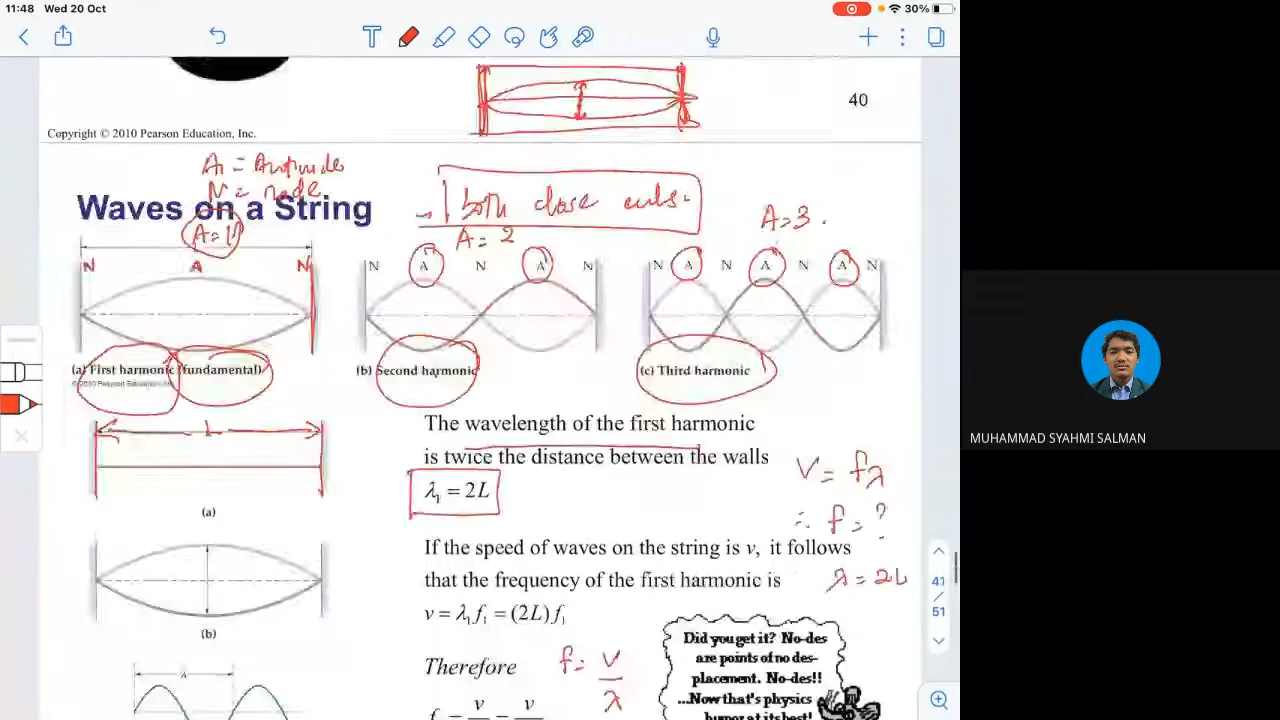 11:48 Wed 20 Oct
30%
40
Copyright © 2010 Pearson Education, Inc.
A = Antinode
N = node
Waves on a String
both close ends.
A=1
A=2
A=3
N A N
N A N A N
N A N A N A N
(a) First harmonic (fundamental)
© 2010 Pearson Education, Inc.
(b) Second harmonic
(c) Third harmonic
L
(a)
(b)
λ
The wavelength of the first harmonic
is twice the distance between the walls
λ₁ = 2L
V = fλ
∴ f = ?
λ = 2L
If the speed of waves on the string is v, it follows
that the frequency of the first harmonic is
v = λ₁f₁ = (2L)f₁
Therefore
f = v/λ
Did you get it? No-des
are points of no des-
placement. No-des!!
...Now that's physics
humor at its best!
41
/
51
MUHAMMAD SYAHMI SALMAN